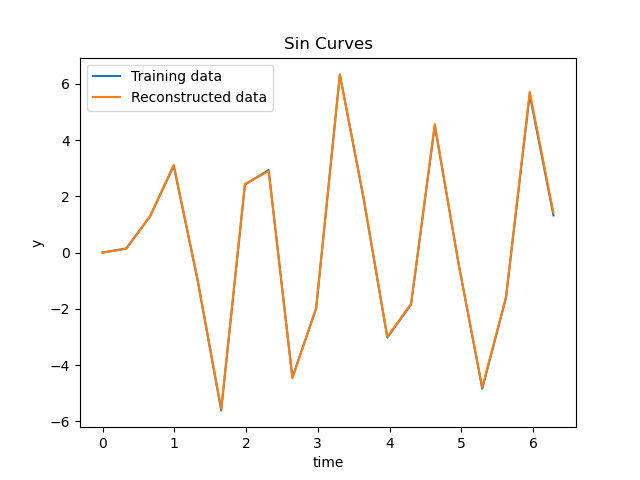 Sin Curves
Training data
Reconstructed data
6
4
2
0
−2
−4
−6
y
0 1 2 3 4 5 6
time